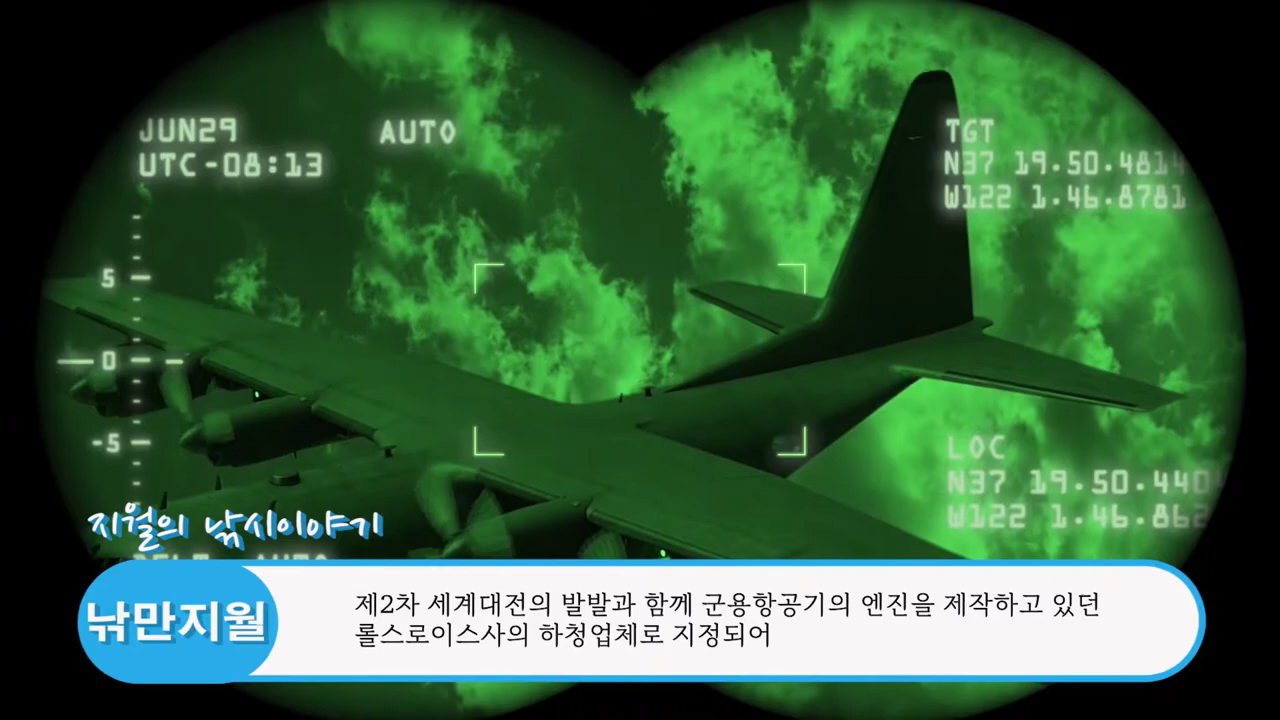 JUN29
UTC-08:13
AUTO
TGT
N37 19.50.4814
W122 1.46.8781
5
0
-5
LOC
N37 19.50.440
W122 1.46.862
지월의 낚시이야기
낚만지월
제2차 세계대전의 발발과 함께 군용항공기의 엔진을 제작하고 있던
롤스로이스사의 하청업체로 지정되어